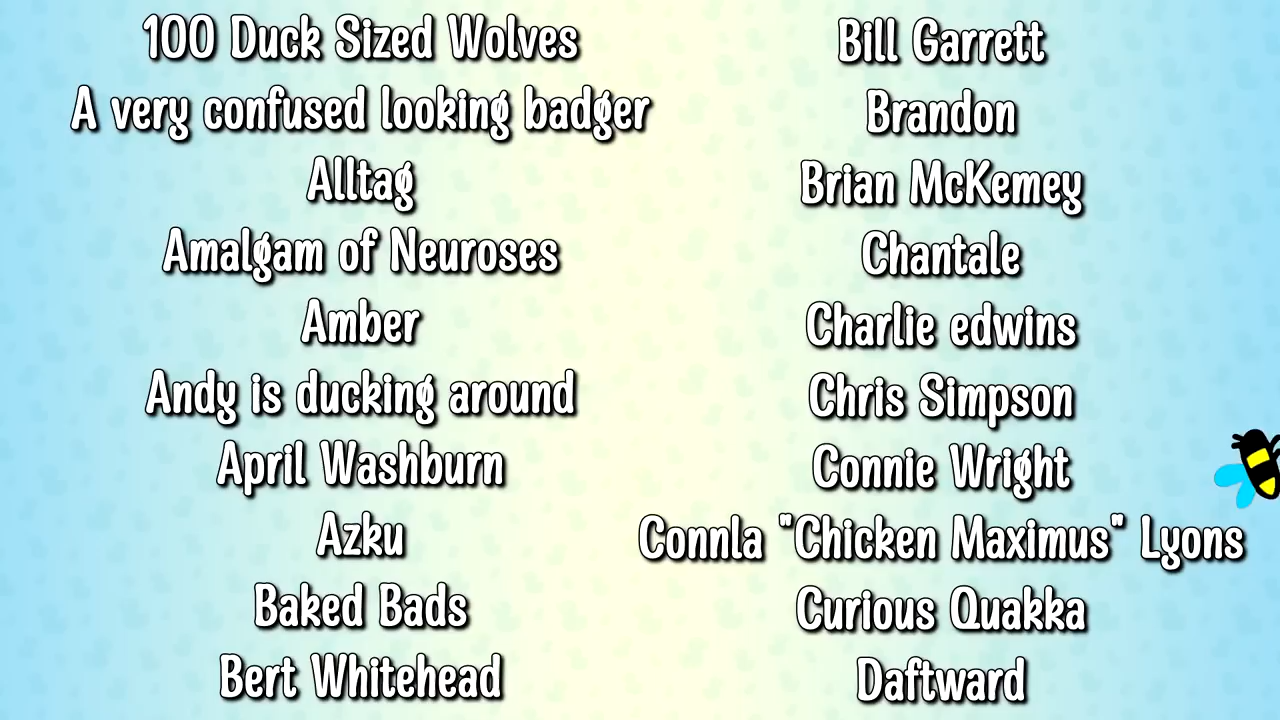 100 Duck Sized Wolves
A very confused looking badger
Alltag
Amalgam of Neuroses
Amber
Andy is ducking around
April Washburn
Azku
Baked Bads
Bert Whitehead
Bill Garrett
Brandon
Brian McKemey
Chantale
Charlie edwins
Chris Simpson
Connie Wright
Connla "Chicken Maximus" Lyons
Curious Quakka
Daftward